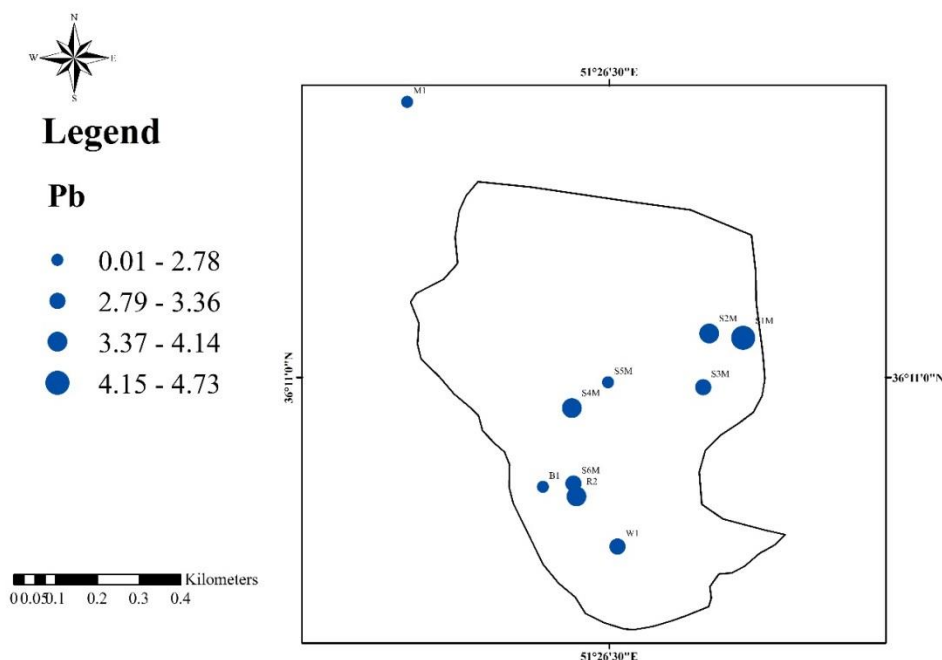 N
W E
S
Legend
Pb
0.01 - 2.78
2.79 - 3.36
3.37 - 4.14
4.15 - 4.73
Kilometers
0 0.05 0.1 0.2 0.3 0.4
51°26'30"E
M1
S2M S1M
36°11'0"N 36°11'0"N
S5M S3M
S4M
S6M
B1 R2
W1
51°26'30"E